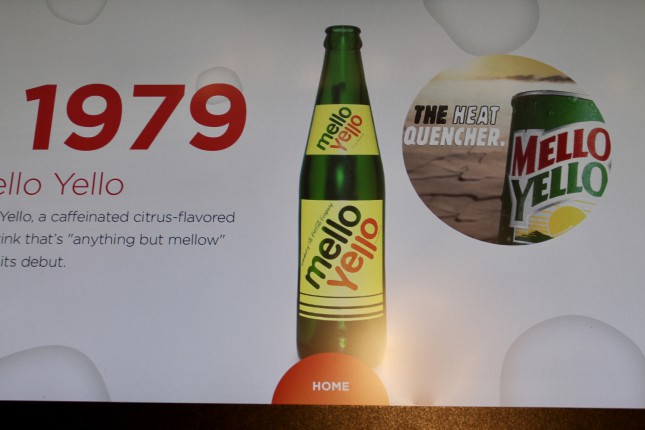 1979
ello Yello
Yello, a caffeinated citrus-flavored
ink that's "anything but mellow"
its debut.
mello
yello
mello
yello
THE HEAT
QUENCHER.
MELLO
YELLO
HOME